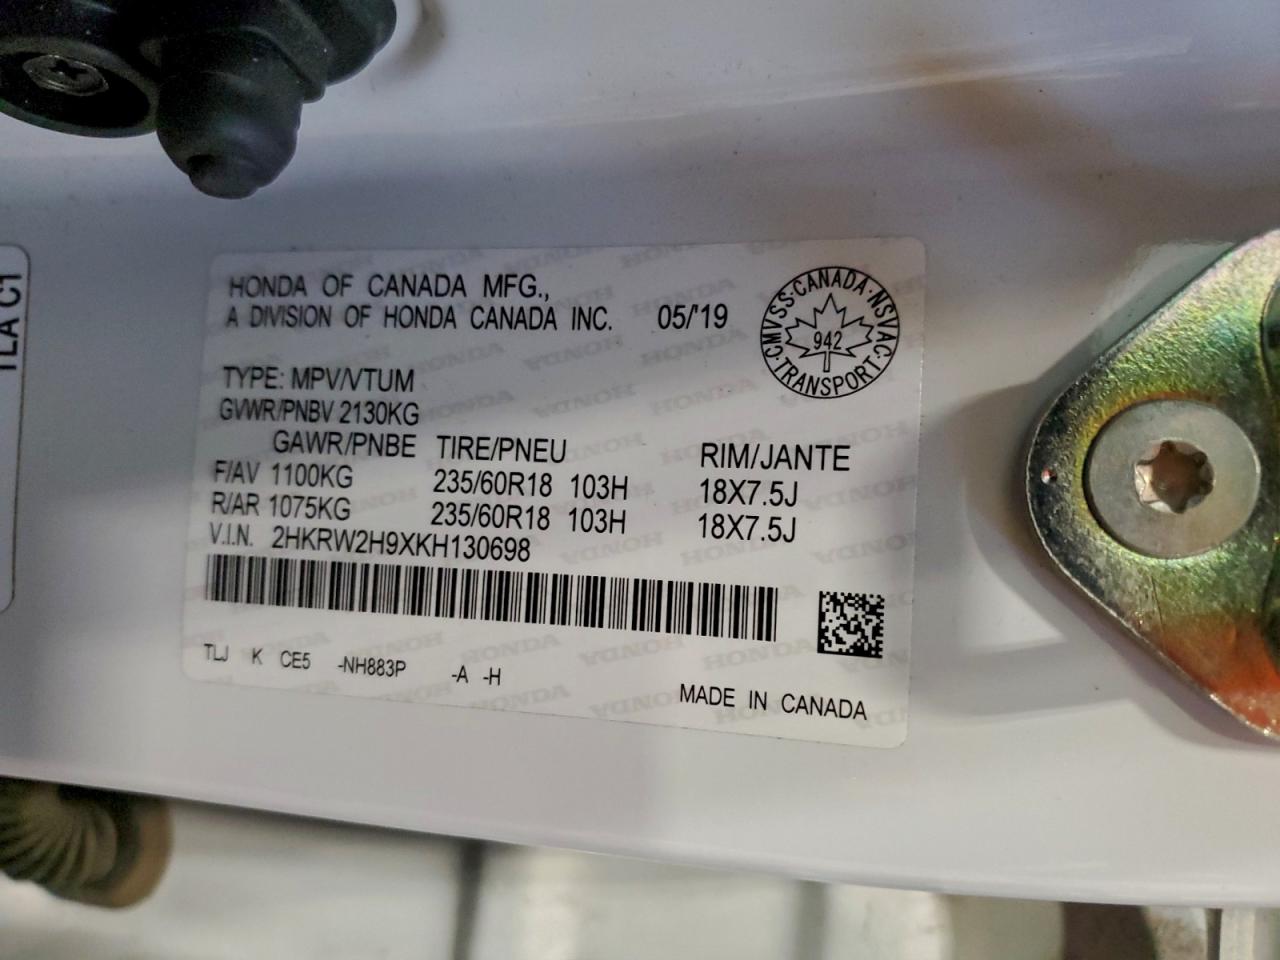 HONDA OF CANADA MFG.,
A DIVISION OF HONDA CANADA INC. 05/'19
CMVSS · CANADA · NSVAC · TRANSPORT ·
942
TYPE: MPV/VTUM
GVWR/PNBV 2130KG
GAWR/PNBE TIRE/PNEU RIM/JANTE
F/AV 1100KG 235/60R18 103H 18X7.5J
R/AR 1075KG 235/60R18 103H 18X7.5J
V.I.N. 2HKRW2H9XKH130698
TLJ K CE5 -NH883P -A -H
MADE IN CANADA
TLA C1